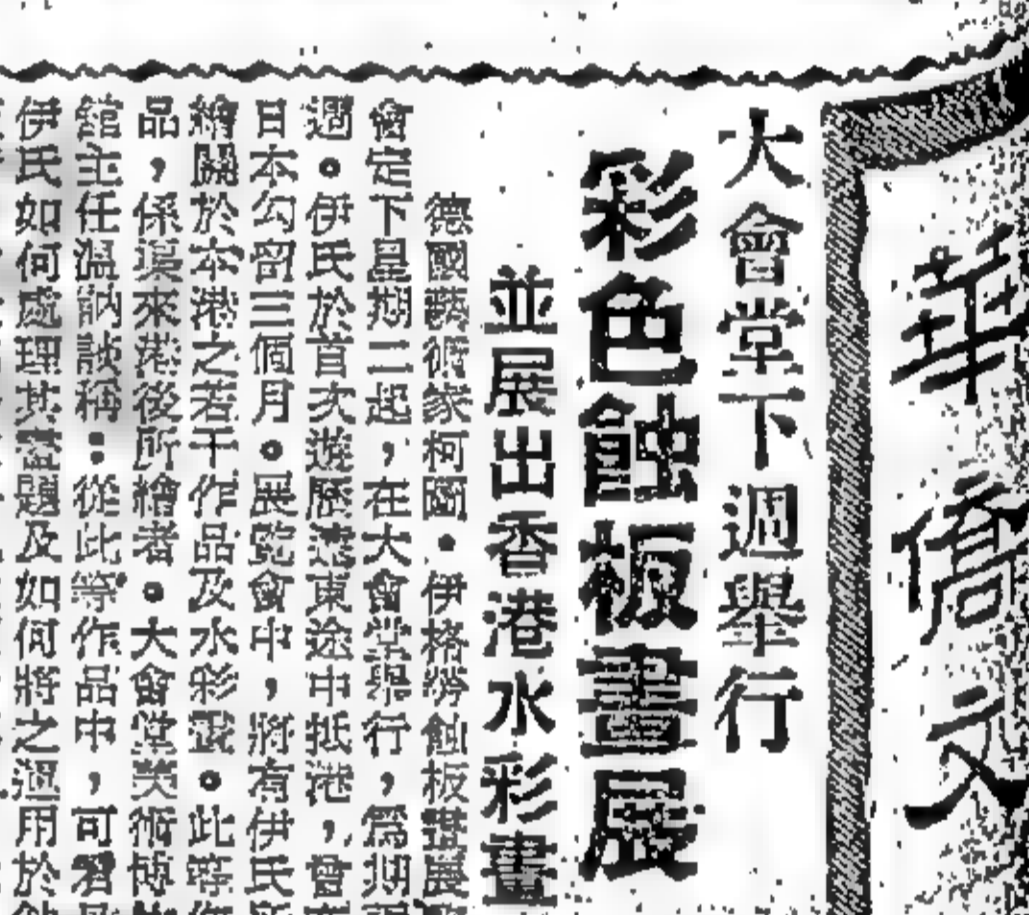 華僑文
大會堂下週舉行
彩色蝕板畫展
並展出香港水彩畫
德國藝術家柯圖・伊格勞蝕板畫展
會定下星期二起，在大會堂舉行，為期
週。伊氏於首次遊歷遠東途中抵港，曾
日本勾留三個月。展覽會中，將有伊氏
繪關於本港之若干作品及水彩畫。此等
品，係渠來港後所繪者。大會堂美術博
館主任溫訥談稱：從此等作品中，可看
伊氏如何處理其畫題及如何將之運用於